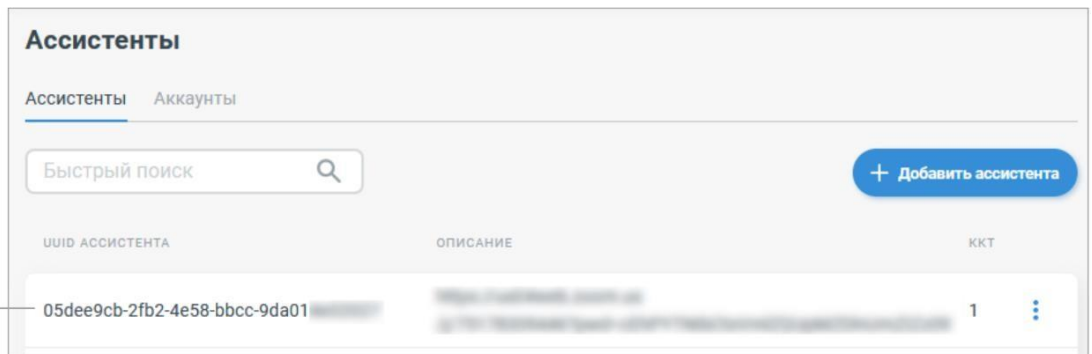 Ассистенты
Ассистенты Аккаунты
Быстрый поиск
+ Добавить ассистента
UUID АССИСТЕНТА ОПИСАНИЕ ККТ
05dee9cb-2fb2-4e58-bbcc-9da01 1